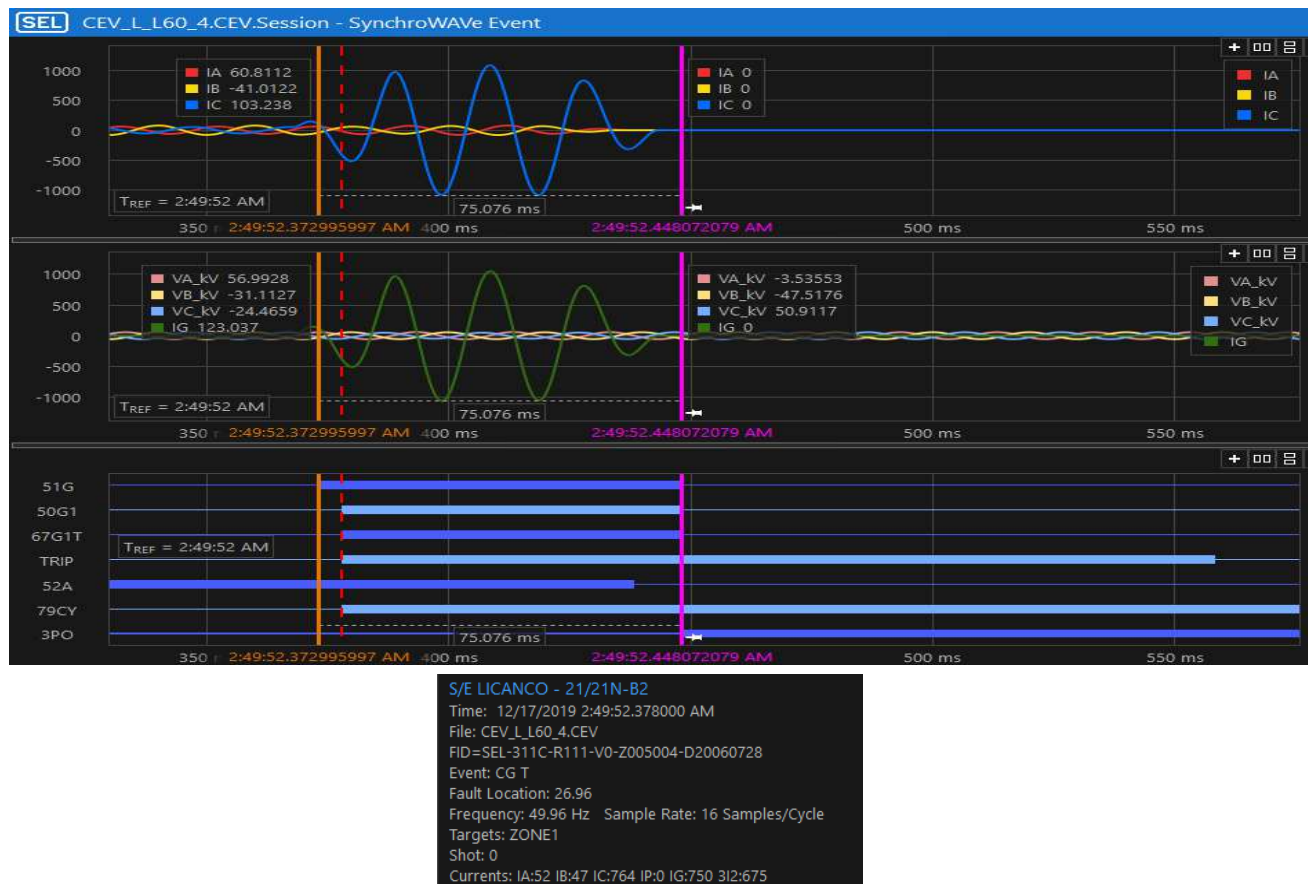 SEL CEV_L_L60_4.CEV.Session - SynchroWAVe Event
1000
500
0
-500
-1000
IA 60.8112
IB -41.0122
IC 103.238
IA 0
IB 0
IC 0
IA
IB
IC
TREF = 2:49:52 AM
75.076 ms
350 2:49:52.372995997 AM 400 ms 2:49:52.448072079 AM 500 ms 550 ms
1000
500
0
-500
-1000
VA_kV 56.9928
VB_kV -31.1127
VC_kV -24.4659
IG 123.037
VA_kV -3.53553
VB_kV -47.5176
VC_kV 50.9117
IG 0
VA_kV
VB_kV
VC_kV
IG
TREF = 2:49:52 AM
75.076 ms
350 2:49:52.372995997 AM 400 ms 2:49:52.448072079 AM 500 ms 550 ms
51G
50G1
67G1T
TREF = 2:49:52 AM
TRIP
52A
79CY
3PO
75.076 ms
350 2:49:52.372995997 AM 400 ms 2:49:52.448072079 AM 500 ms 550 ms
S/E LICANCO - 21/21N-B2
Time: 12/17/2019 2:49:52.378000 AM
File: CEV_L_L60_4.CEV
FID=SEL-311C-R111-V0-Z005004-D20060728
Event: CG T
Fault Location: 26.96
Frequency: 49.96 Hz Sample Rate: 16 Samples/Cycle
Targets: ZONE1
Shot: 0
Currents: IA:52 IB:47 IC:764 IP:0 IG:750 3I2:675